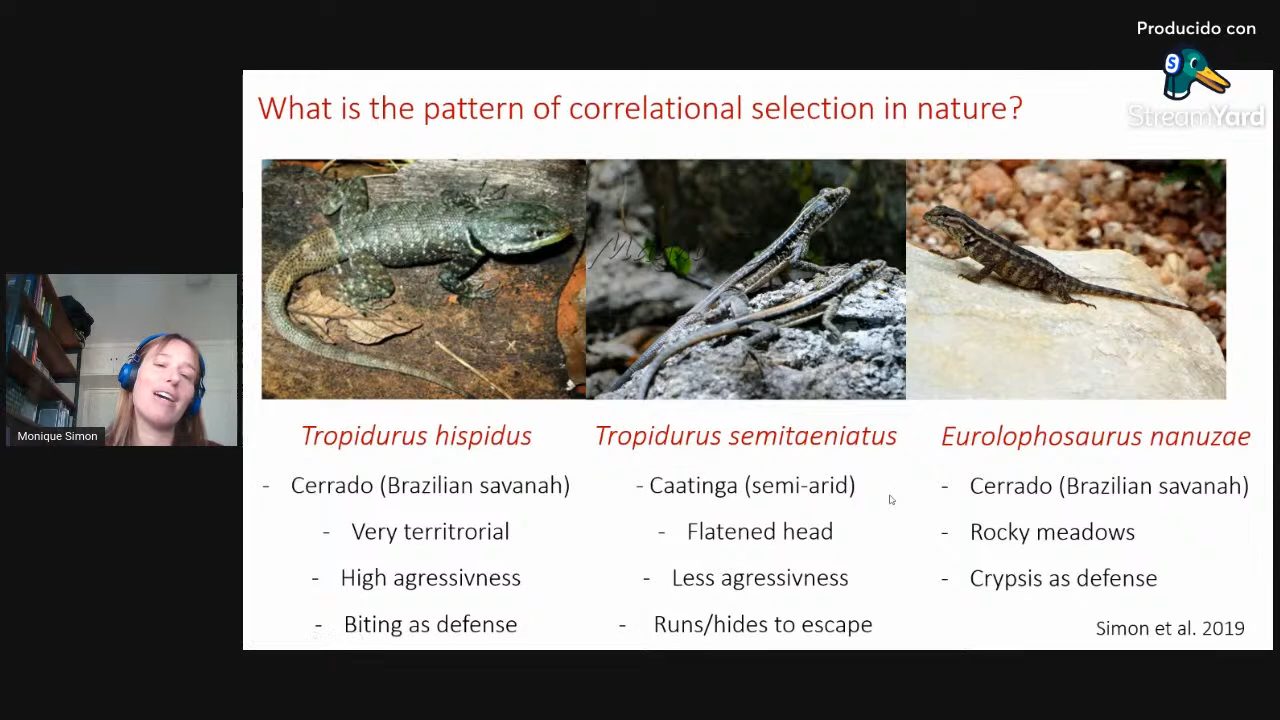 Producido con
StreamYard
What is the pattern of correlational selection in nature?
Monique Simon
Tropidurus hispidus
- Cerrado (Brazilian savanah)
- Very territrorial
- High agressivness
- Biting as defense
Tropidurus semitaeniatus
- Caatinga (semi-arid)
- Flatened head
- Less agressivness
- Runs/hides to escape
Eurolophosaurus nanuzae
- Cerrado (Brazilian savanah)
- Rocky meadows
- Crypsis as defense
Simon et al. 2019